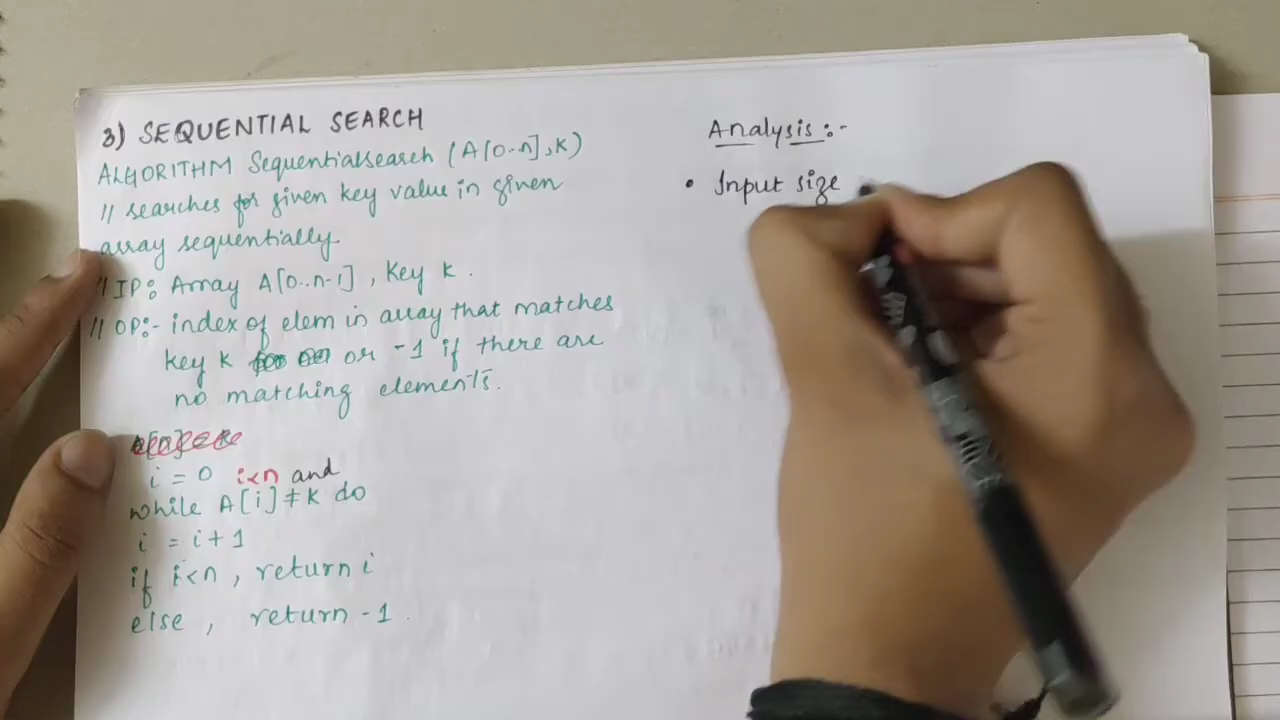 3) SEQUENTIAL SEARCH
ALGORITHM Sequentialsearch (A[0..n], K)
// searches for given key value in given
array sequentially.
// IP: Array A[0..n-1], Key k.
// OP:- index of elem in array that matches
key k or -1 if there are
no matching elements.
i = 0 i<n and
while A[i] ≠ K do
i = i+1
if i<n, return i
else, return -1.
Analysis:-
• Input size